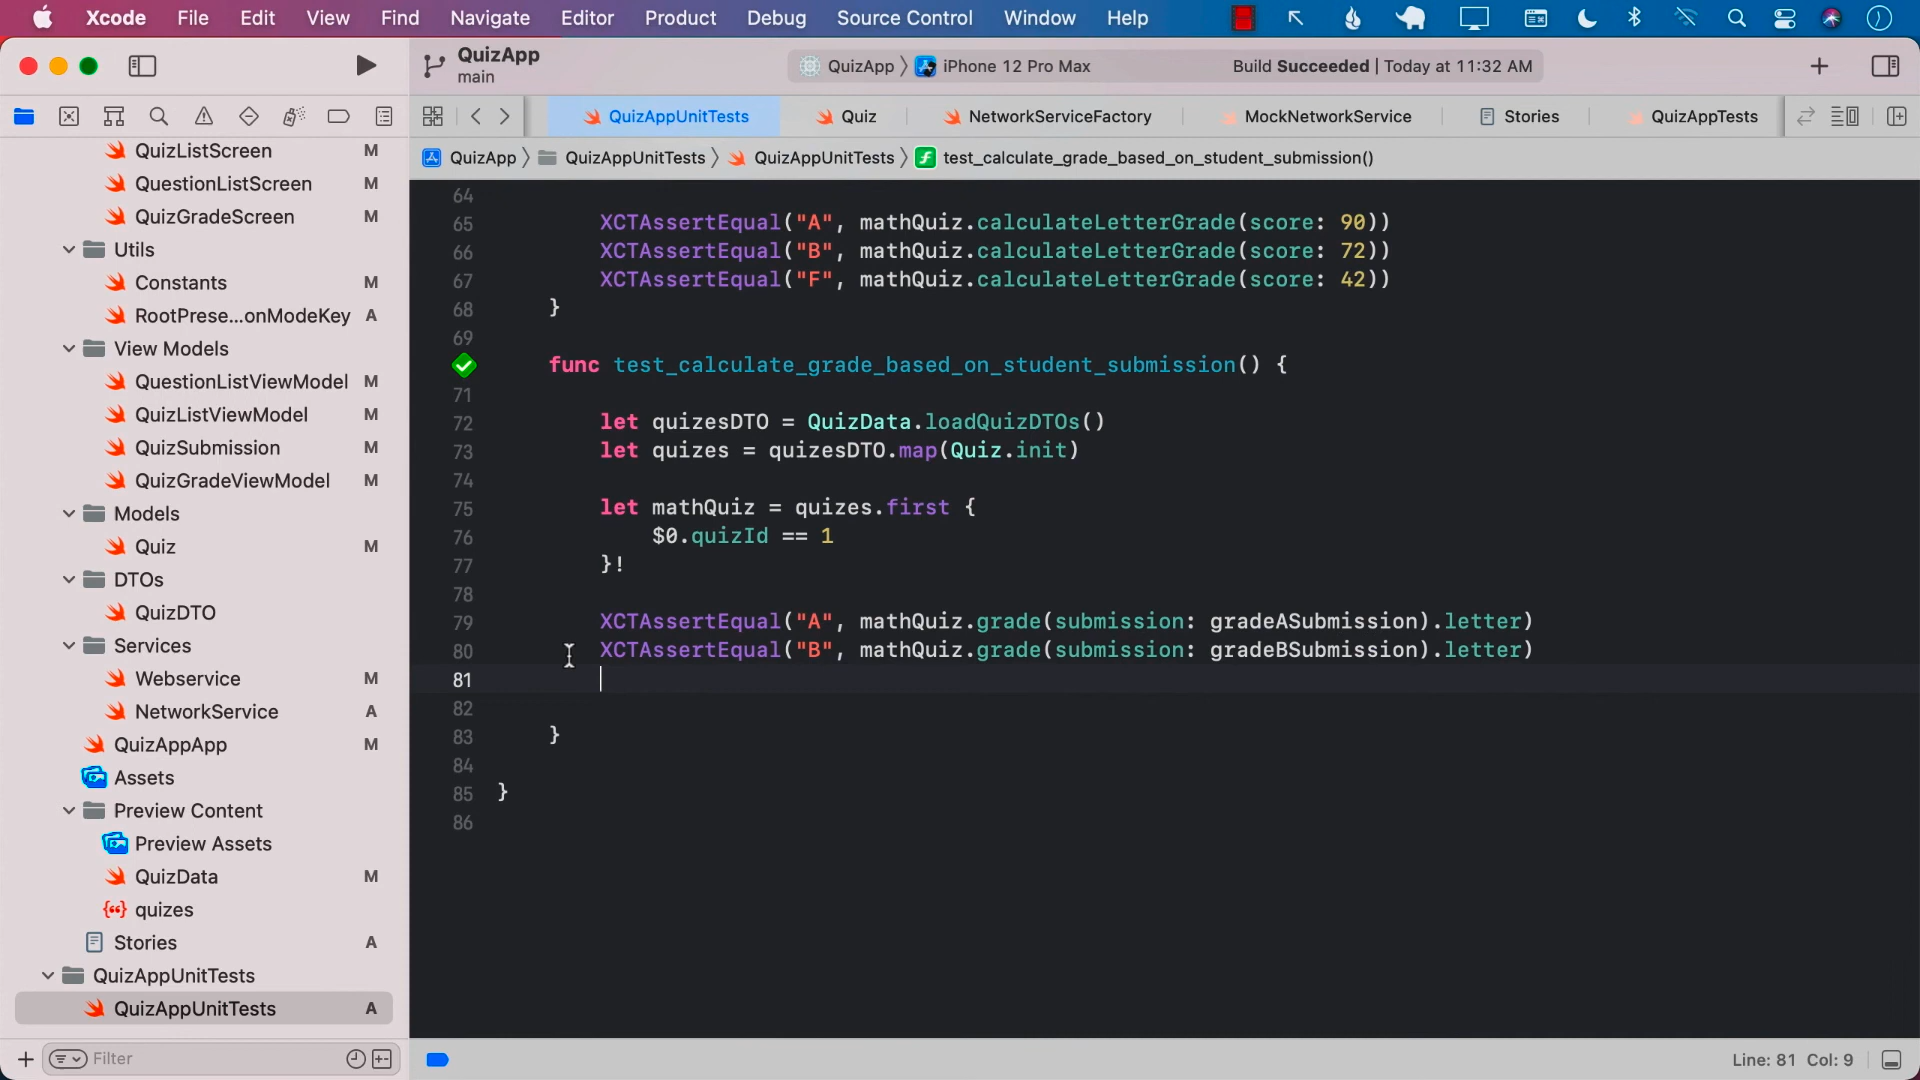 Xcode File Edit View Find Navigate Editor Product Debug Source Control Window Help
QuizApp
main
QuizApp 〉 iPhone 12 Pro Max
Build Succeeded | Today at 11:32 AM
QuizAppUnitTests Quiz NetworkServiceFactory MockNetworkService Stories QuizAppTests
QuizApp 〉 QuizAppUnitTests 〉 QuizAppUnitTests 〉 test_calculate_grade_based_on_student_submission()
QuizListScreen M
QuestionListScreen M
QuizGradeScreen M
Utils
Constants M
RootPrese...onModeKey A
View Models
QuestionListViewModel M
QuizListViewModel M
QuizSubmission M
QuizGradeViewModel M
Models
Quiz M
DTOs
QuizDTO
Services
Webservice M
NetworkService A
QuizAppApp M
Assets
Preview Content
Preview Assets
QuizData M
quizes
Stories A
QuizAppUnitTests
QuizAppUnitTests A
Filter
64
65 XCTAssertEqual("A", mathQuiz.calculateLetterGrade(score: 90))
66 XCTAssertEqual("B", mathQuiz.calculateLetterGrade(score: 72))
67 XCTAssertEqual("F", mathQuiz.calculateLetterGrade(score: 42))
68 }
69
func test_calculate_grade_based_on_student_submission() {
71
72 let quizesDTO = QuizData.loadQuizDTOs()
73 let quizes = quizesDTO.map(Quiz.init)
74
75 let mathQuiz = quizes.first {
76 $0.quizId == 1
77 }!
78
79 XCTAssertEqual("A", mathQuiz.grade(submission: gradeASubmission).letter)
80 XCTAssertEqual("B", mathQuiz.grade(submission: gradeBSubmission).letter)
81
82
83 }
84
85 }
86
Line: 81 Col: 9